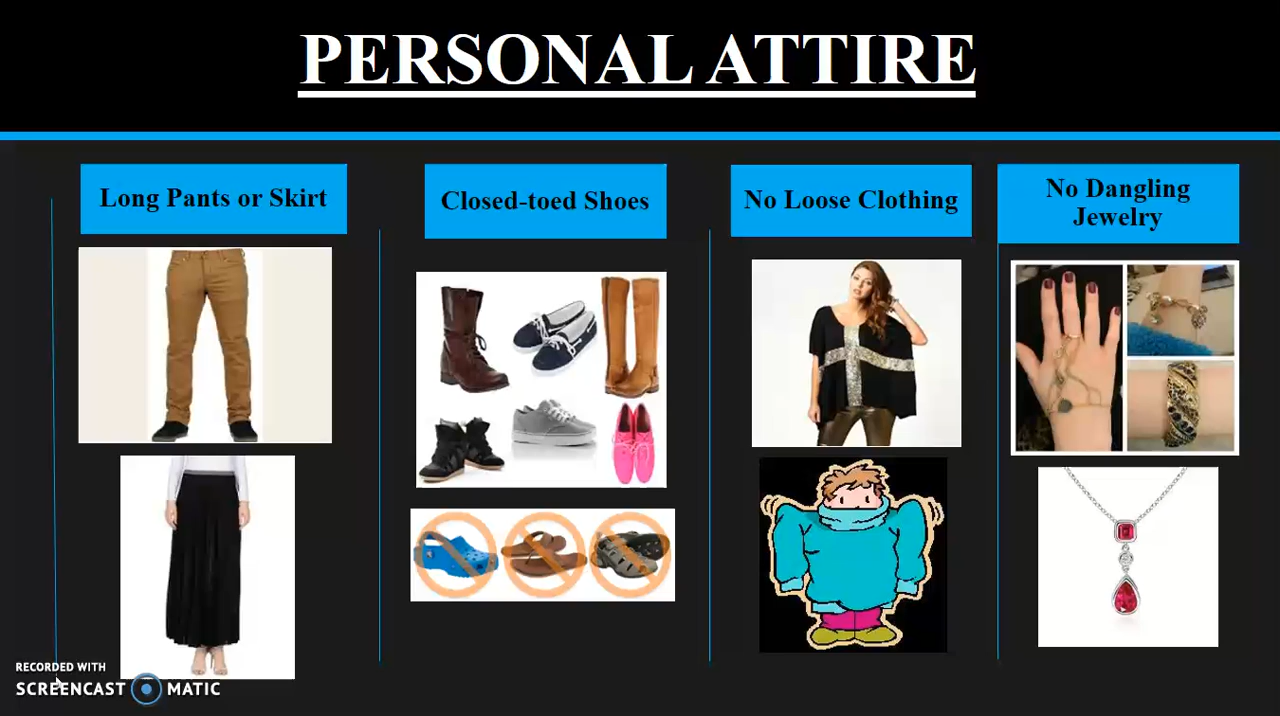 PERSONAL ATTIRE
Long Pants or Skirt
Closed-toed Shoes
No Loose Clothing
No Dangling
Jewelry
RECORDED WITH
SCREENCAST MATIC